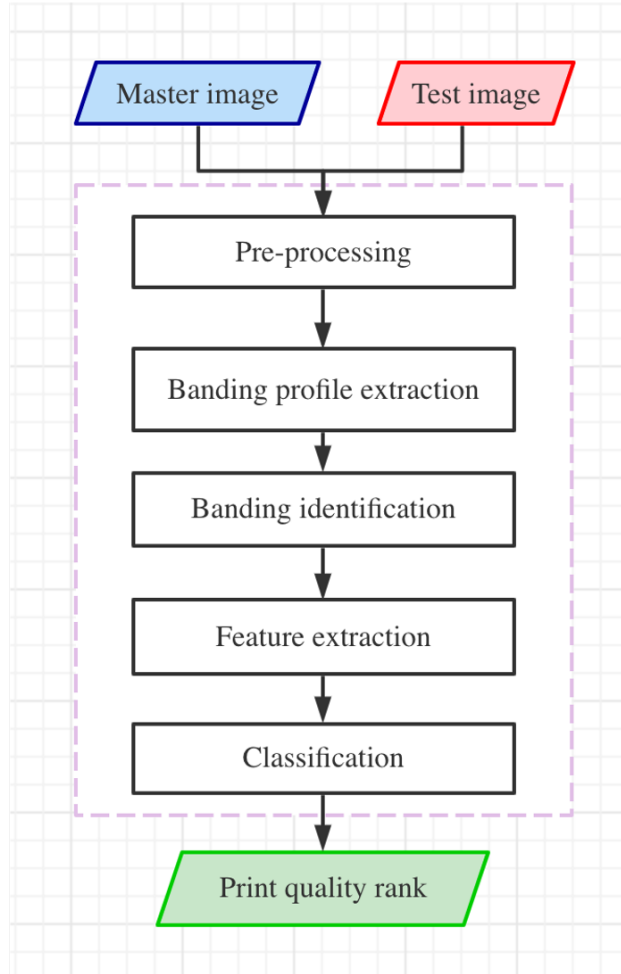 Master image
Test image
Pre-processing
Banding profile extraction
Banding identification
Feature extraction
Classification
Print quality rank